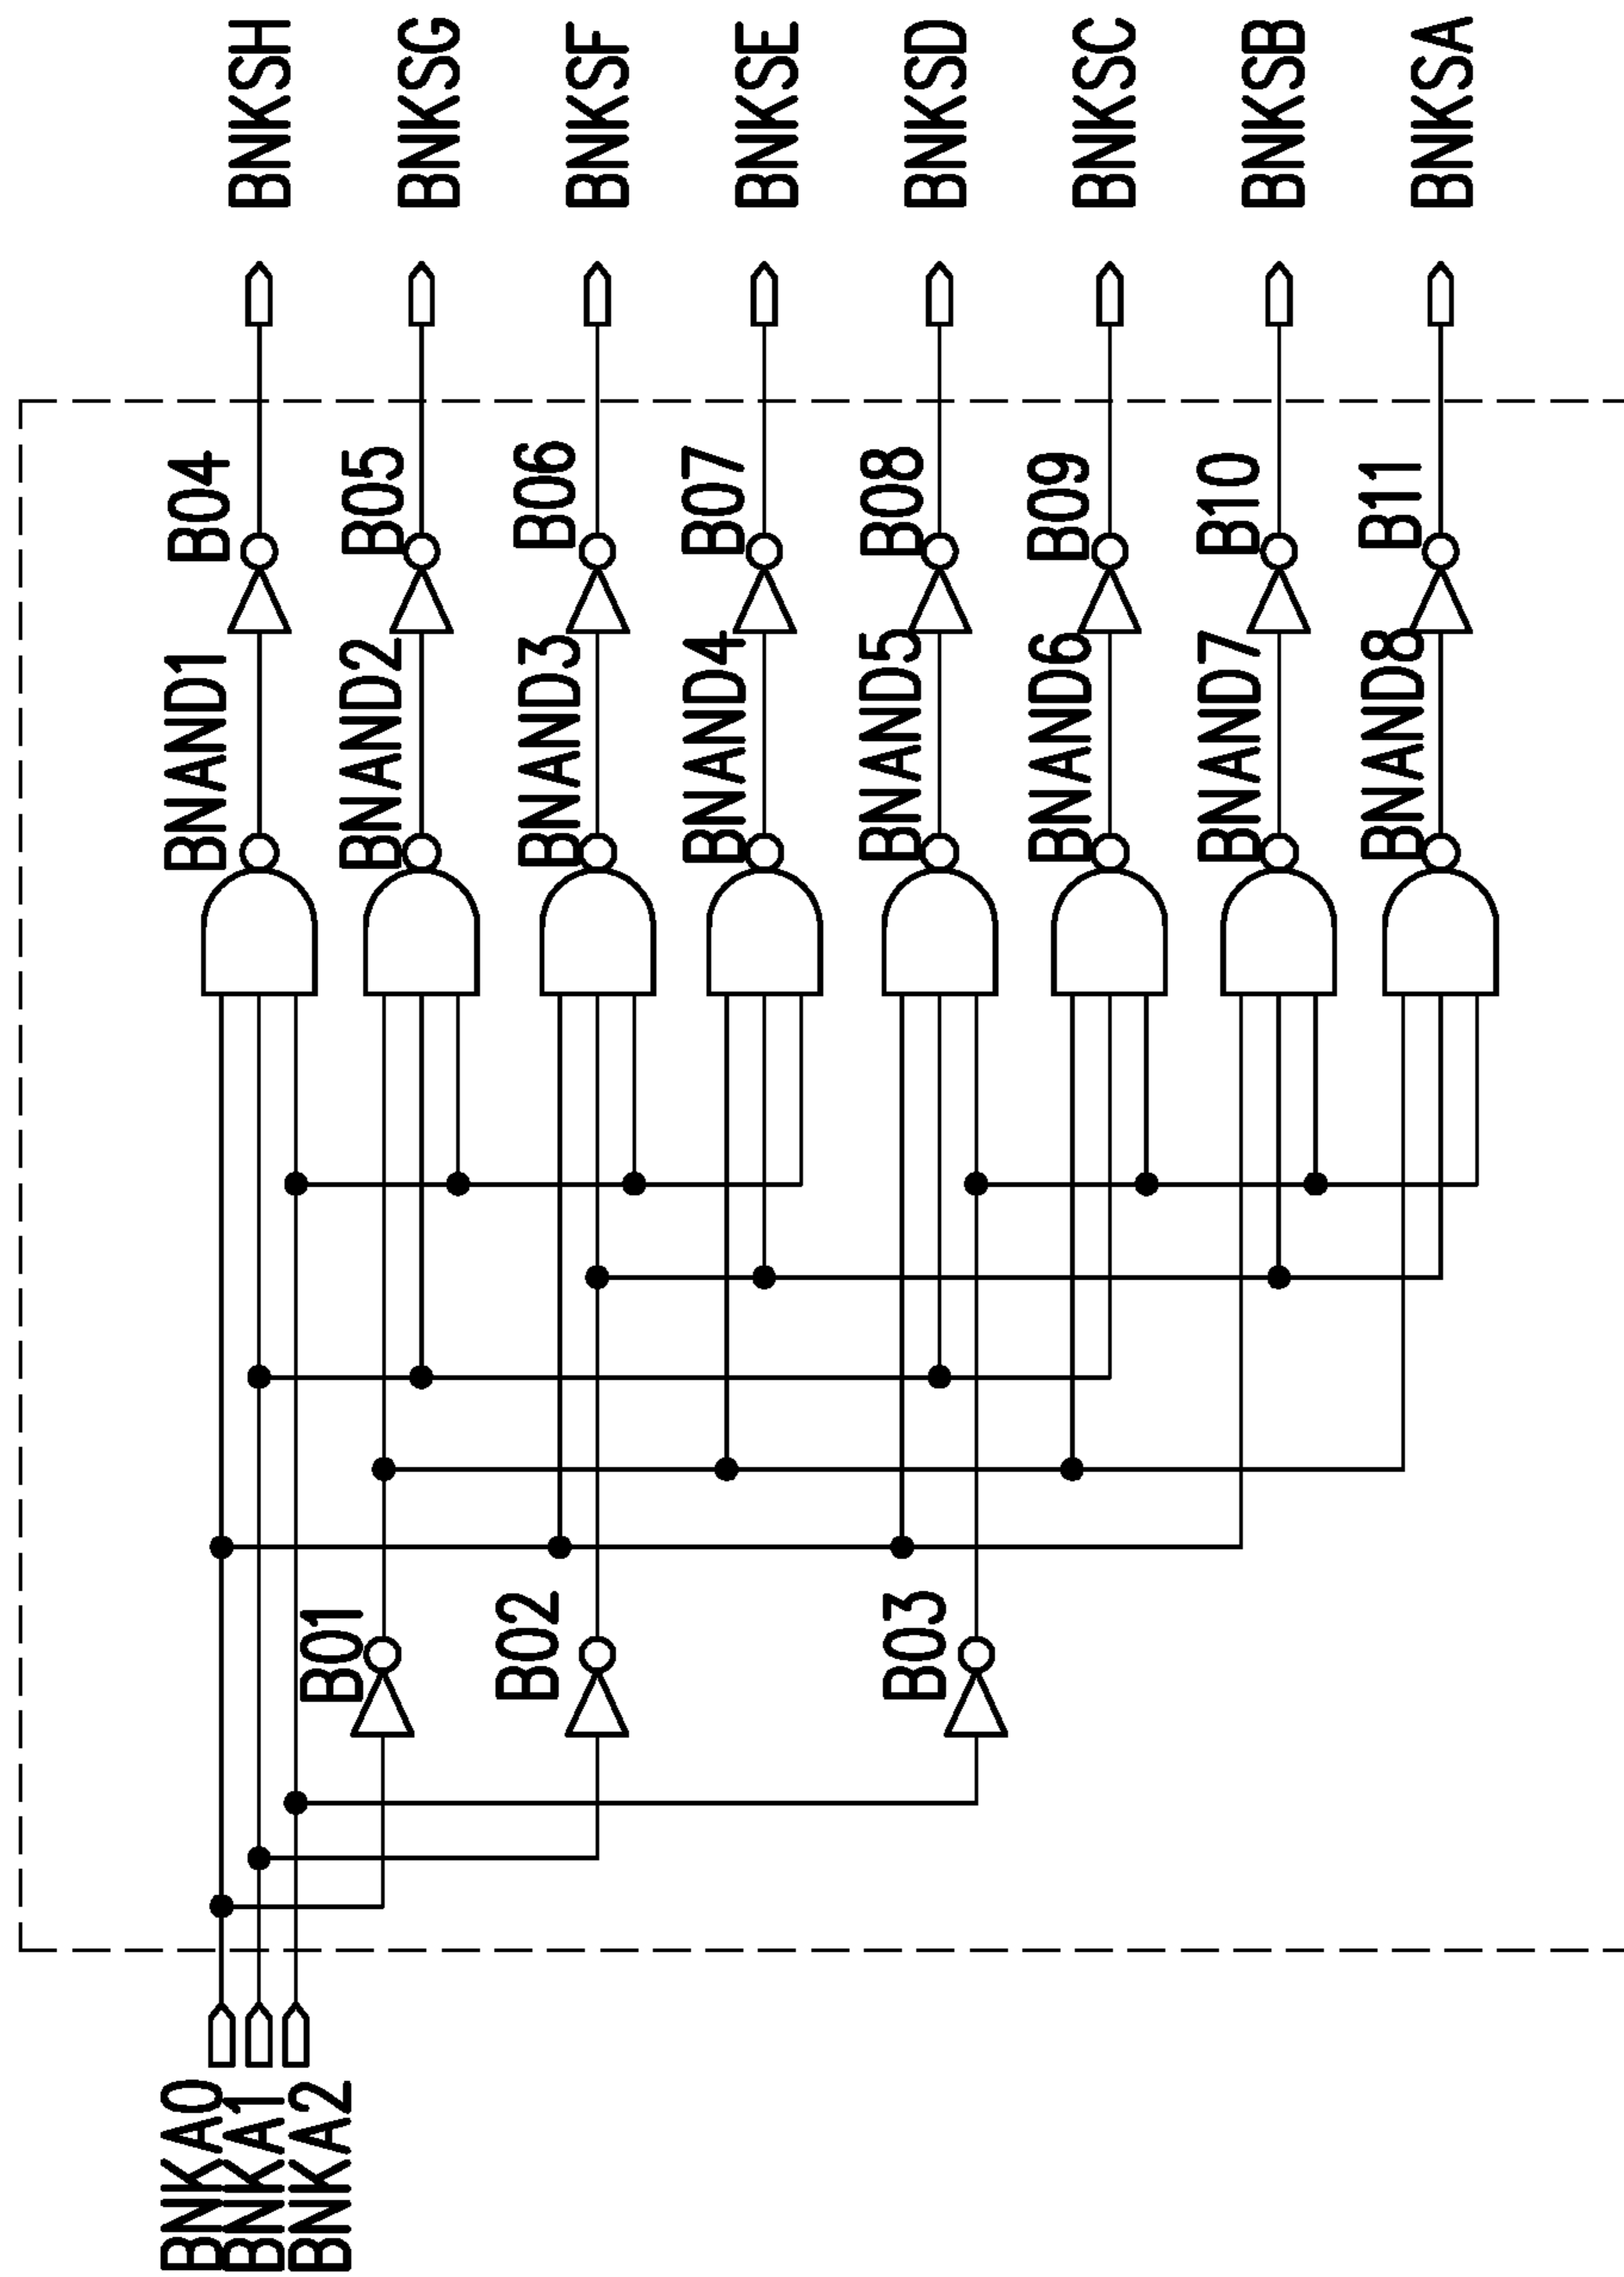 BNKSH
BNKSG
BNKSF
BNKSE
BNKSD
BNKSC
BNKSB
BNKSA
B04
B05
B06
B07
B08
B09
B10
B11
BNAND1
BNAND2
BNAND3
BNAND4
BNAND5
BNAND6
BNAND7
BNAND8
B01
B02
B03
BNKA0
BNKA1
BNKA2